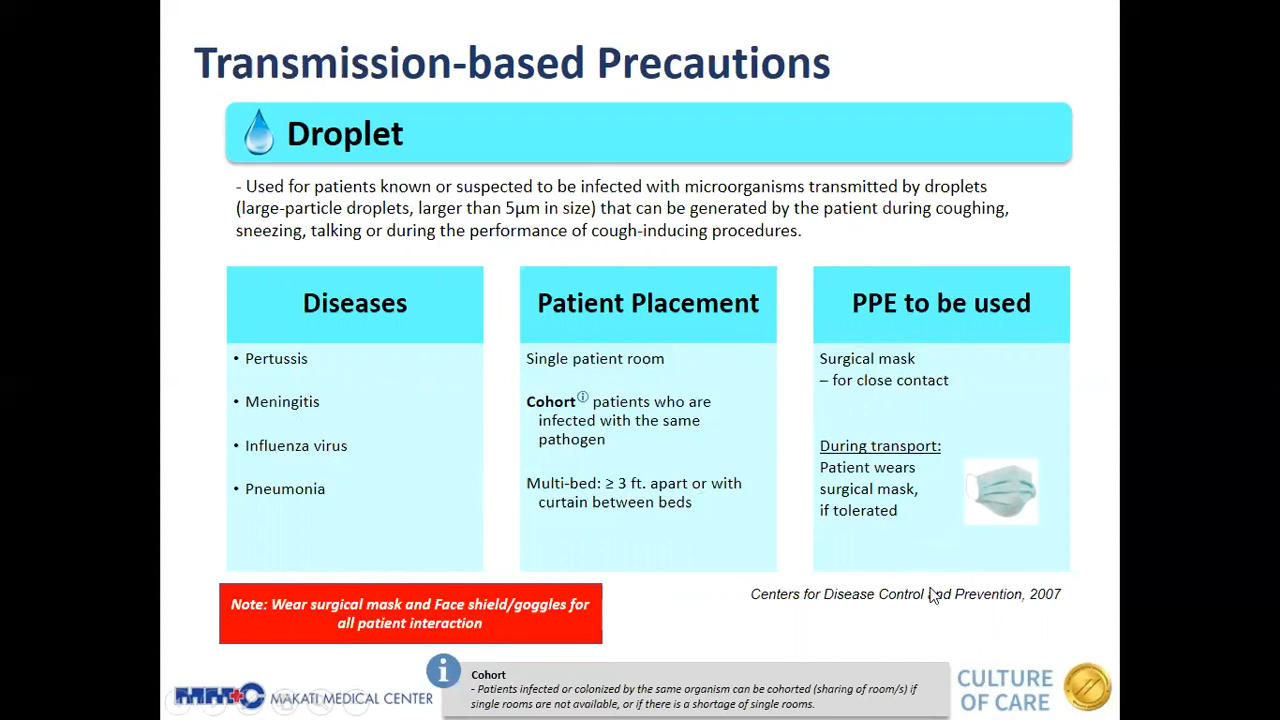 Transmission-based Precautions
Droplet
- Used for patients known or suspected to be infected with microorganisms transmitted by droplets
(large-particle droplets, larger than 5µm in size) that can be generated by the patient during coughing,
sneezing, talking or during the performance of cough-inducing procedures.
Diseases
• Pertussis
• Meningitis
• Influenza virus
• Pneumonia
Patient Placement
Single patient room
Cohortⓘ patients who are
infected with the same
pathogen
Multi-bed: ≥ 3 ft. apart or with
curtain between beds
PPE to be used
Surgical mask
– for close contact
During transport:
Patient wears
surgical mask,
if tolerated
Note: Wear surgical mask and Face shield/goggles for
all patient interaction
Centers for Disease Control and Prevention, 2007
MMC MAKATI MEDICAL CENTER
i
Cohort
- Patients infected or colonized by the same organism can be cohorted (sharing of room/s) if
single rooms are not available, or if there is a shortage of single rooms.
CULTURE
OF CARE